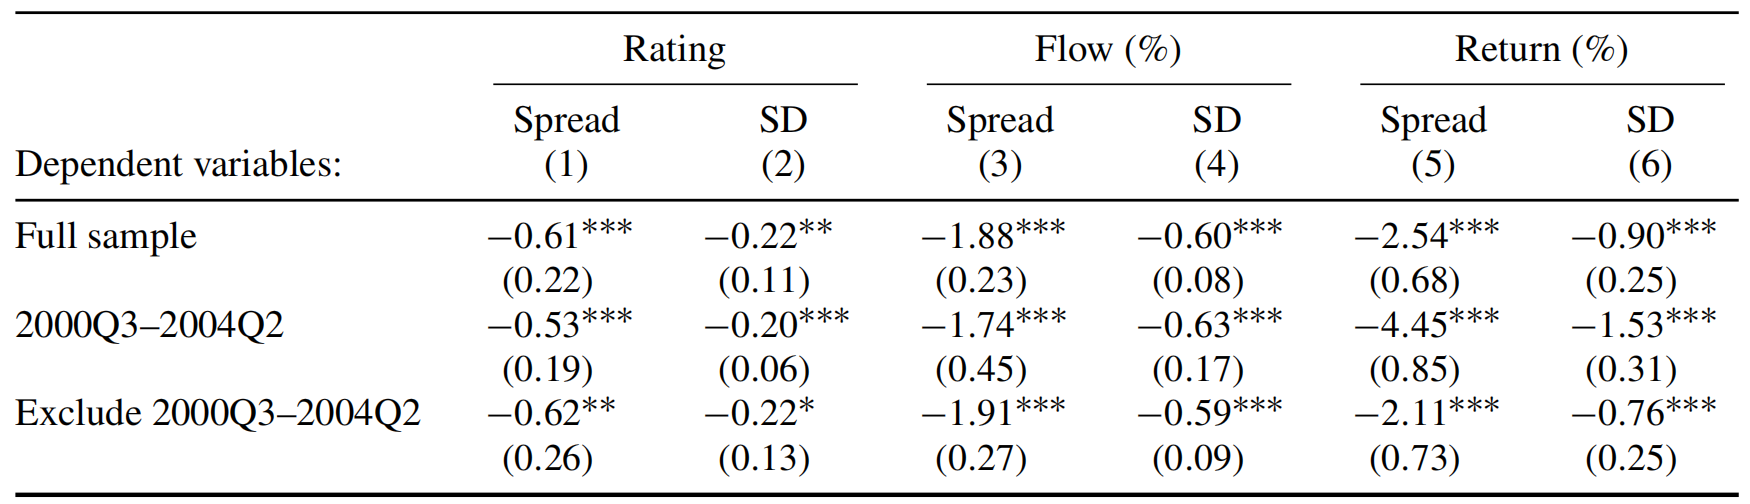 Rating Flow (%) Return (%)
Spread SD Spread SD Spread SD
Dependent variables: (1) (2) (3) (4) (5) (6)
Full sample −0.61*** −0.22** −1.88*** −0.60*** −2.54*** −0.90***
(0.22) (0.11) (0.23) (0.08) (0.68) (0.25)
2000Q3–2004Q2 −0.53*** −0.20*** −1.74*** −0.63*** −4.45*** −1.53***
(0.19) (0.06) (0.45) (0.17) (0.85) (0.31)
Exclude 2000Q3–2004Q2 −0.62** −0.22* −1.91*** −0.59*** −2.11*** −0.76***
(0.26) (0.13) (0.27) (0.09) (0.73) (0.25)